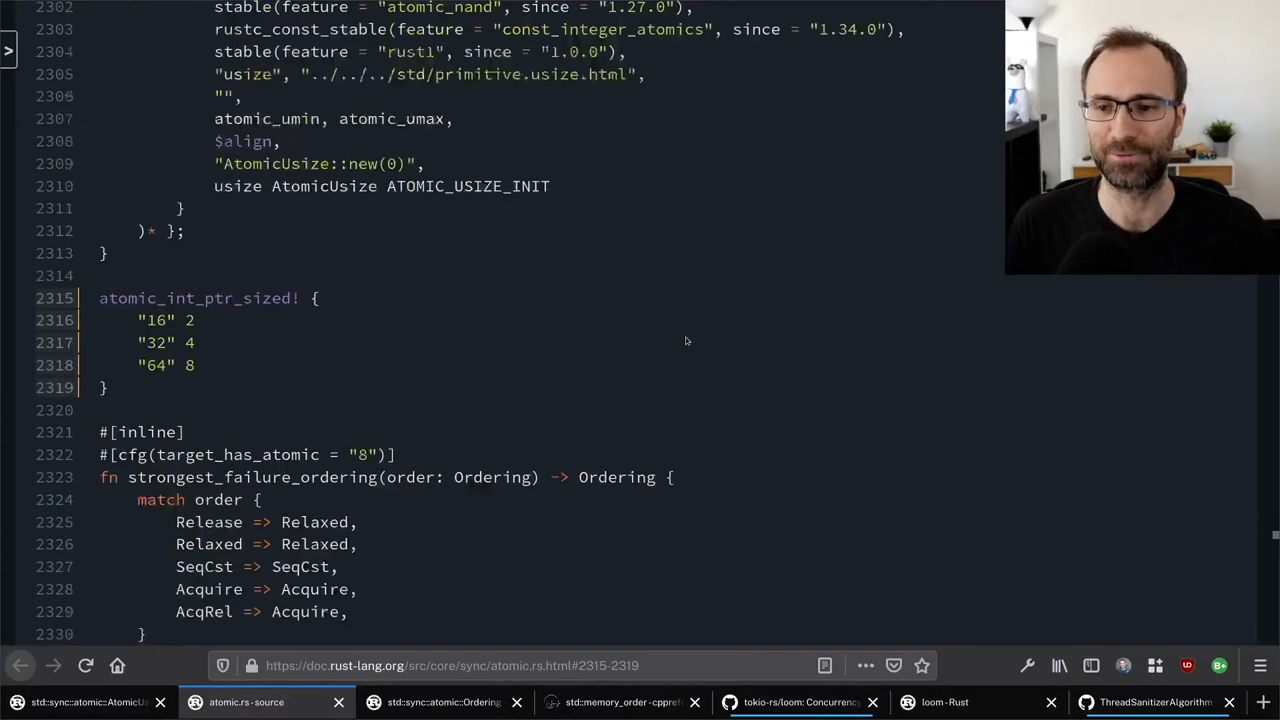 2302 stable(feature = "atomic_nand", since = "1.27.0"),
2303 rustc_const_stable(feature = "const_integer_atomics", since = "1.34.0"),
2304 stable(feature = "rust1", since = "1.0.0"),
2305 "usize", "../../../std/primitive.usize.html",
2306 "",
2307 atomic_umin, atomic_umax,
2308 $align,
2309 "AtomicUsize::new(0)",
2310 usize AtomicUsize ATOMIC_USIZE_INIT
2311 }
2312 )* };
2313 }
2314
2315 atomic_int_ptr_sized! {
2316 "16" 2
2317 "32" 4
2318 "64" 8
2319 }
2320
2321 #[inline]
2322 #[cfg(target_has_atomic = "8")]
2323 fn strongest_failure_ordering(order: Ordering) -> Ordering {
2324 match order {
2325 Release => Relaxed,
2326 Relaxed => Relaxed,
2327 SeqCst => SeqCst,
2328 Acquire => Acquire,
2329 AcqRel => Acquire,
2330 }
https://doc.rust-lang.org/src/core/sync/atomic.rs.html#2315-2319
std::sync::atomic::AtomicU
atomic.rs - source
std::sync::atomic::Ordering
std::memory_order - cppref
tokio-rs/loom: Concurrency
loom - Rust
ThreadSanitizerAlgorithm